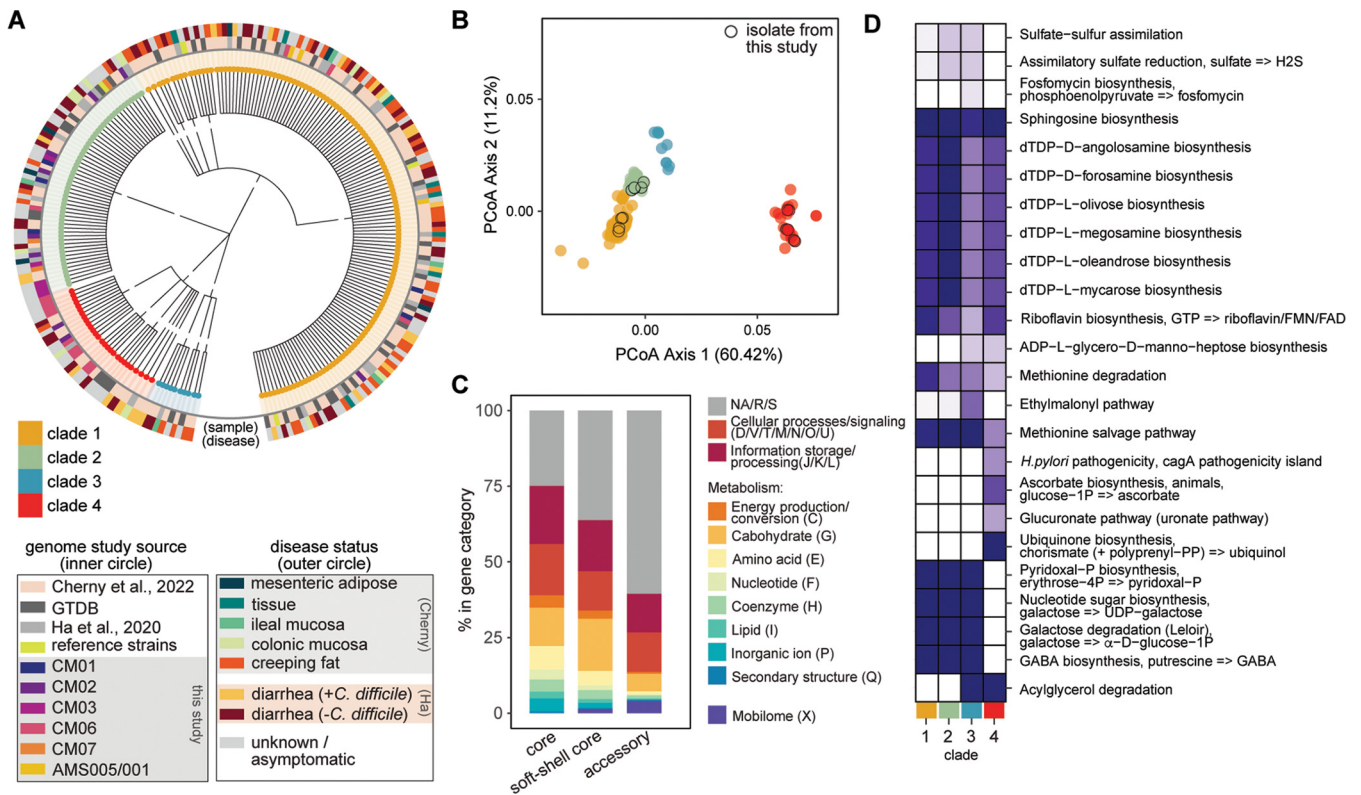 A
(sample)
(disease)
clade 1
clade 2
clade 3
clade 4
genome study source
(inner circle)
Cherny et al., 2022
GTDB
Ha et al., 2020
reference strains
CM01
CM02
CM03
CM06
CM07
AMS005/001
this study
disease status
(outer circle)
mesenteric adipose
tissue
ileal mucosa
colonic mucosa
creeping fat
(Cherny)
diarrhea (+C. difficile)
diarrhea (-C. difficile)
(Ha)
unknown /
asymptomatic
B
isolate from
this study
PCoA Axis 2 (11.2%)
0.05
0.00
0.00
0.05
PCoA Axis 1 (60.42%)
C
% in gene category
100
75
50
25
0
core
soft-shell core
accessory
NA/R/S
Cellular processes/signaling
(D/V/T/M/N/O/U)
Information storage/
processing(J/K/L)
Metabolism:
Energy production/
conversion (C)
Cabohydrate (G)
Amino acid (E)
Nucleotide (F)
Coenzyme (H)
Lipid (I)
Inorganic ion (P)
Secondary structure (Q)
Mobilome (X)
D
Sulfate−sulfur assimilation
Assimilatory sulfate reduction, sulfate => H2S
Fosfomycin biosynthesis,
phosphoenolpyruvate => fosfomycin
Sphingosine biosynthesis
dTDP−D−angolosamine biosynthesis
dTDP−D−forosamine biosynthesis
dTDP−L−olivose biosynthesis
dTDP−L−megosamine biosynthesis
dTDP−L−oleandrose biosynthesis
dTDP−L−mycarose biosynthesis
Riboflavin biosynthesis, GTP => riboflavin/FMN/FAD
ADP−L−glycero−D−manno−heptose biosynthesis
Methionine degradation
Ethylmalonyl pathway
Methionine salvage pathway
H.pylori pathogenicity, cagA pathogenicity island
Ascorbate biosynthesis, animals,
glucose−1P => ascorbate
Glucuronate pathway (uronate pathway)
Ubiquinone biosynthesis,
chorismate (+ polyprenyl−PP) => ubiquinol
Pyridoxal−P biosynthesis,
erythrose−4P => pyridoxal−P
Nucleotide sugar biosynthesis,
galactose => UDP−galactose
Galactose degradation (Leloir),
galactose => α−D−glucose−1P
GABA biosynthesis, putrescine => GABA
Acylglycerol degradation
1 2 3 4
clade